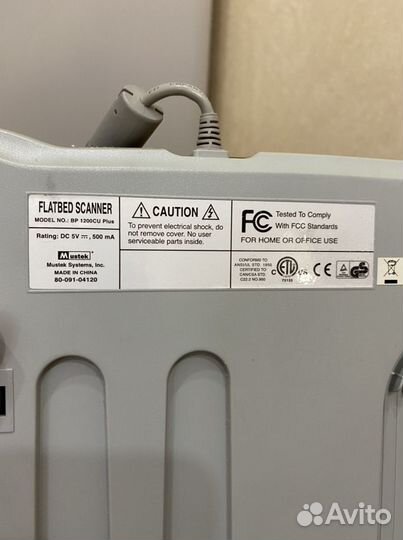 FLATBED SCANNER
MODEL NO.: BP 1200CU Plus
Rating: DC 5V ⎓, 500 mA
Mustek
Mustek Systems, Inc.
MADE IN CHINA
80-091-04120
CAUTION
To prevent electrical shock, do
not remove cover. No user
serviceable parts inside.
FC Tested To Comply
With FCC Standards
FOR HOME OR OFFICE USE
CONFORMS TO
ANSI/UL STD. 1950
CERTIFIED TO
CAN/CSA STD.
C22.2 NO.950
C ETL US
GS
Avito